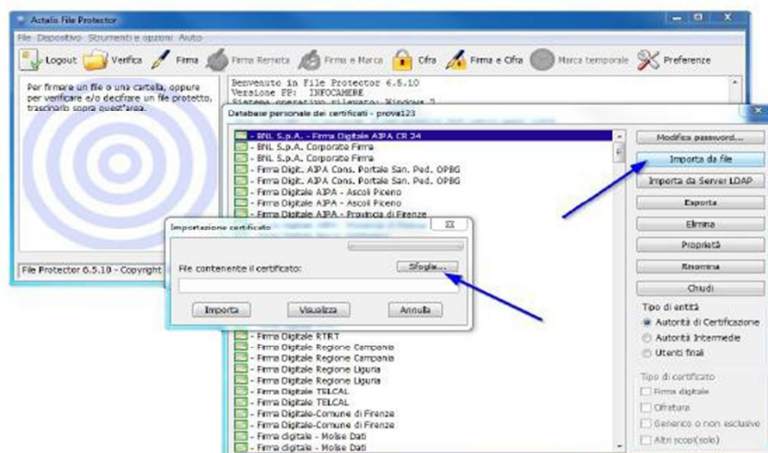 Actalis File Protector
File Dispositivo Strumenti e opzioni Aiuto
Logout Verifica Firma Firma Remota Firma e Marca Cifra Firma e Cifra Marca temporale Preferenze
Per firmare un file o una cartella, oppure
per verificare e/o decifrare un file protetto,
trascinarlo sopra quest'area.
Benvenuto in File Protector 6.5.10
Versione FP: INFOCAMERE
Sistema operativo rilevato: Windows 7
Database personale dei certificati - prova123
- BNL S.p.A. - Firma Digitale AIPA CR 24
- BNL S.p.A. Corporate Firma
- BNL S.p.A. Corporate Firma
- Firma Digit. AIPA Cons. Portale San. Ped. OPBG
- Firma Digit. AIPA Cons. Portale San. Ped. OPBG
- Firma Digitale AIPA - Ascoli Piceno
- Firma Digitale AIPA - Ascoli Piceno
- Firma Digitale AIPA - Provincia di Firenze
Importazione certificato
File contenente il certificato:
Sfoglia...
Importa
Visualizza
Annulla
File Protector 6.5.10 - Copyright
- Firma Digitale RTRT
- Firma Digitale Regione Campania
- Firma Digitale Regione Campania
- Firma Digitale Regione Liguria
- Firma Digitale Regione Liguria
- Firma Digitale TELCAL
- Firma Digitale TELCAL
- Firma Digitale-Comune di Firenze
- Firma Digitale-Comune di Firenze
- Firma digitale - Molise Dati
- Firma digitale - Molise Dati
Modifica password...
Importa da file
Importa da Server LDAP
Esporta
Elimina
Proprietà
Rinomina
Chiudi
Tipo di entità
Autorità di Certificazione
Autorità Intermedie
Utenti finali
Tipo di certificato
Firma digitale
Cifratura
Generico o non esclusivo
Altri scopi(sole)